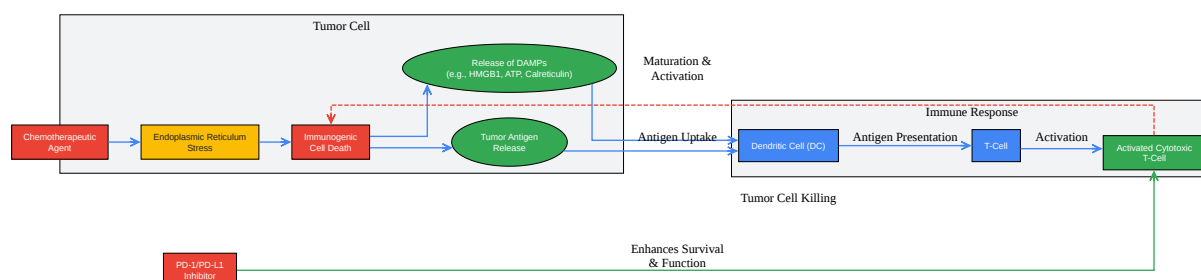 Tumor Cell
Release of DAMPs
(e.g., HMGB1, ATP, Calreticulin)
Maturation &
Activation
Immune Response
Chemotherapeutic
Agent
Endoplasmic Reticulum
Stress
Immunogenic
Cell Death
Tumor Antigen
Release
Antigen Uptake
Dendritic Cell (DC)
Antigen Presentation
T-Cell
Activation
Activated Cytotoxic
T-Cell
Tumor Cell Killing
PD-1/PD-L1
Inhibitor
Enhances Survival
& Function